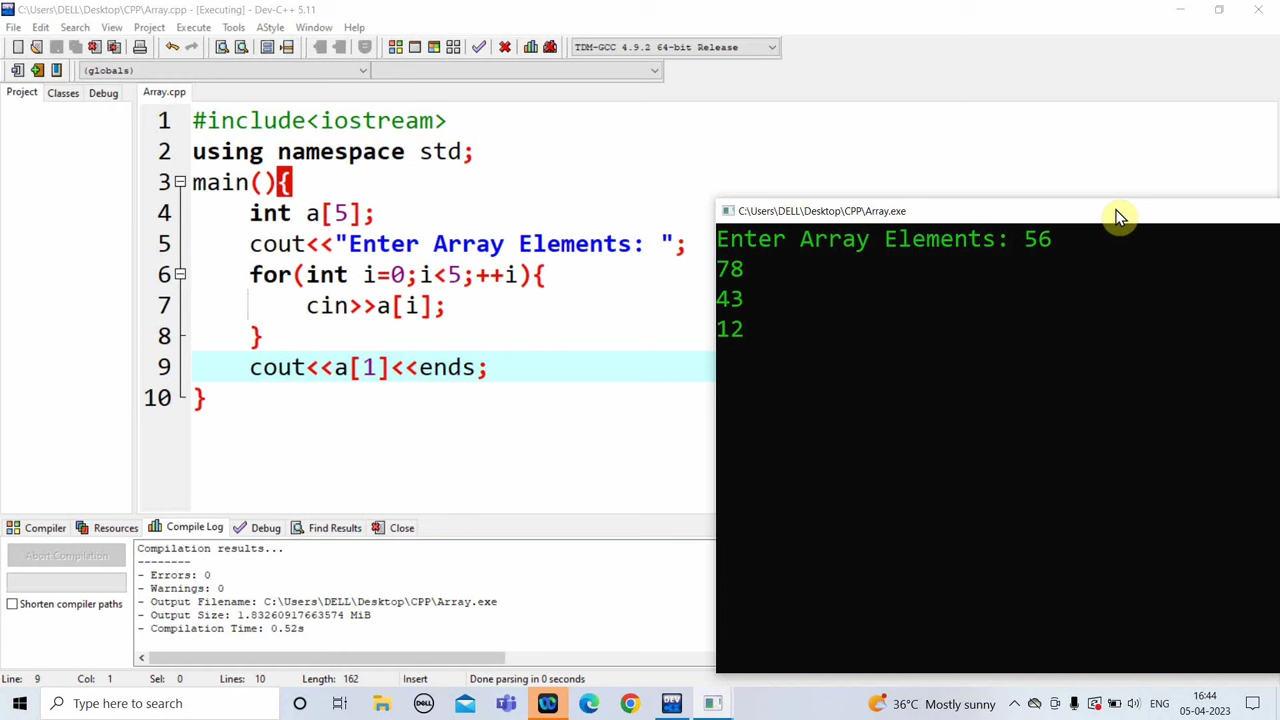 C:\Users\DELL\Desktop\CPP\Array.cpp - [Executing] - Dev-C++ 5.11
File Edit Search View Project Execute Tools AStyle Window Help
TDM-GCC 4.9.2 64-bit Release
(globals)
Project Classes Debug
Array.cpp
1 #include<iostream>
2 using namespace std;
3 main(){
4 int a[5];
5 cout<<"Enter Array Elements: ";
6 for(int i=0;i<5;++i){
7 cin>>a[i];
8 }
9 cout<<a[1]<<ends;
10 }
C:\Users\DELL\Desktop\CPP\Array.exe
Enter Array Elements: 56
78
43
12
Compiler Resources Compile Log Debug Find Results Close
Abort Compilation
Shorten compiler paths
Compilation results...
--------
- Errors: 0
- Warnings: 0
- Output Filename: C:\Users\DELL\Desktop\CPP\Array.exe
- Output Size: 1.83260917663574 MiB
- Compilation Time: 0.52s
Line: 9 Col: 1 Sel: 0 Lines: 10 Length: 162 Insert Done parsing in 0 seconds
Type here to search
DELL
36°C Mostly sunny
ENG
16:44
05-04-2023